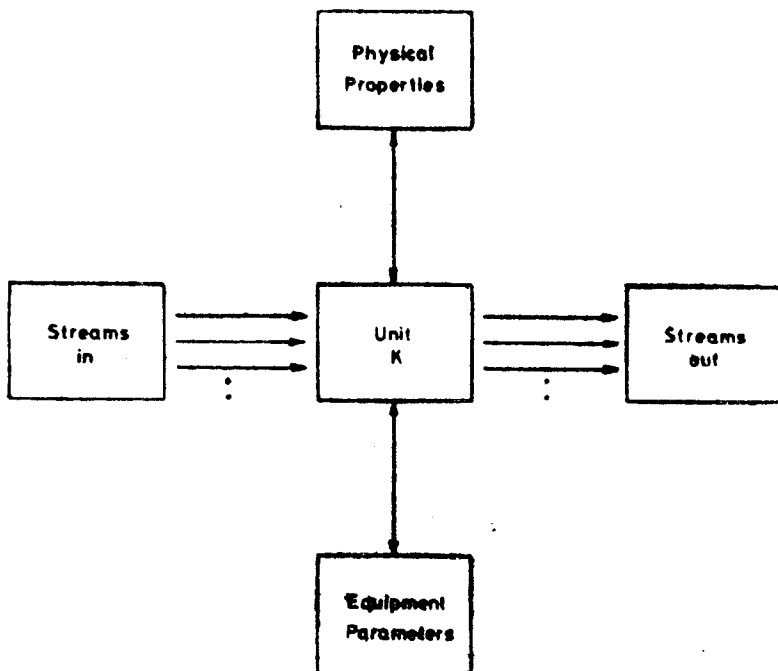 Physical
Properties
Streams
in
Unit
K
Streams
out
Equipment
Parameters